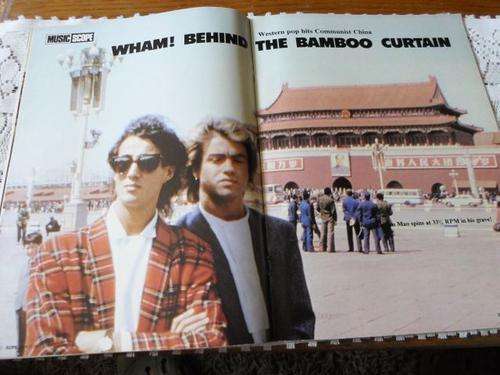 MUSIC SCOPE
Western pop hits Communist China
WHAM! BEHIND THE BAMBOO CURTAIN
Man spins at 33⅓ RPM in his grave!